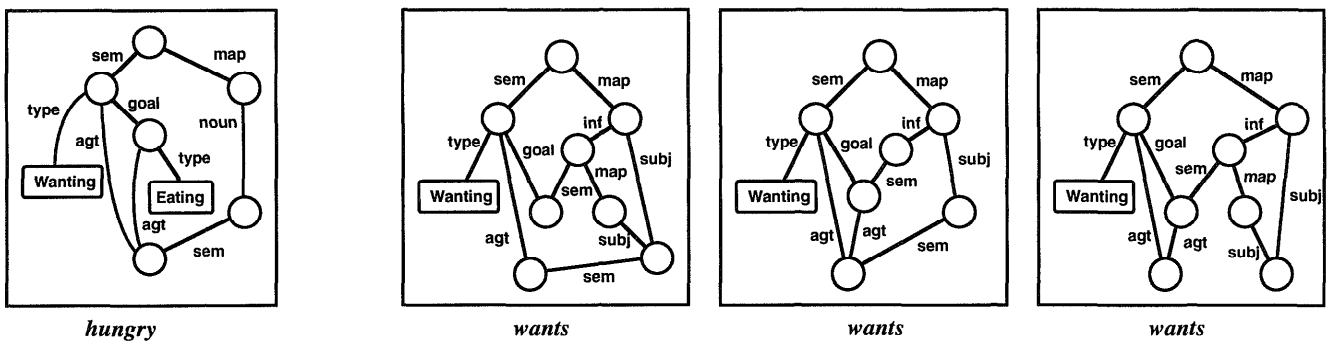 sem map
type goal noun
agt type
Wanting Eating
agt
sem
hungry
sem map
inf
type goal subj
map
Wanting sem
agt subj
sem
wants
sem map
inf
type goal subj
sem
Wanting
agt agt sem
wants
sem map
inf
type goal
sem map
Wanting subj
agt agt subj
wants